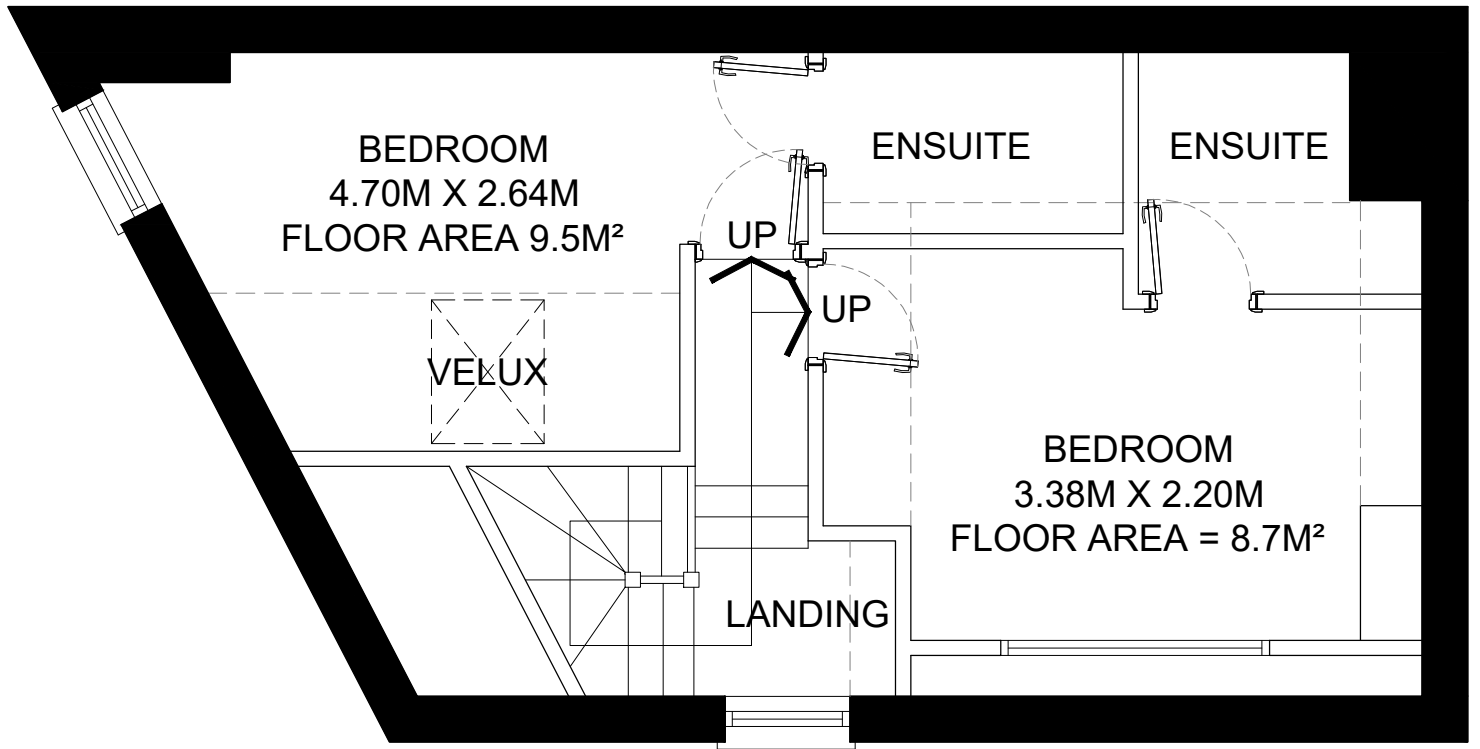 BEDROOM
4.70M X 2.64M
FLOOR AREA 9.5M²
ENSUITE
ENSUITE
UP
UP
VELUX
BEDROOM
3.38M X 2.20M
FLOOR AREA = 8.7M²
LANDING